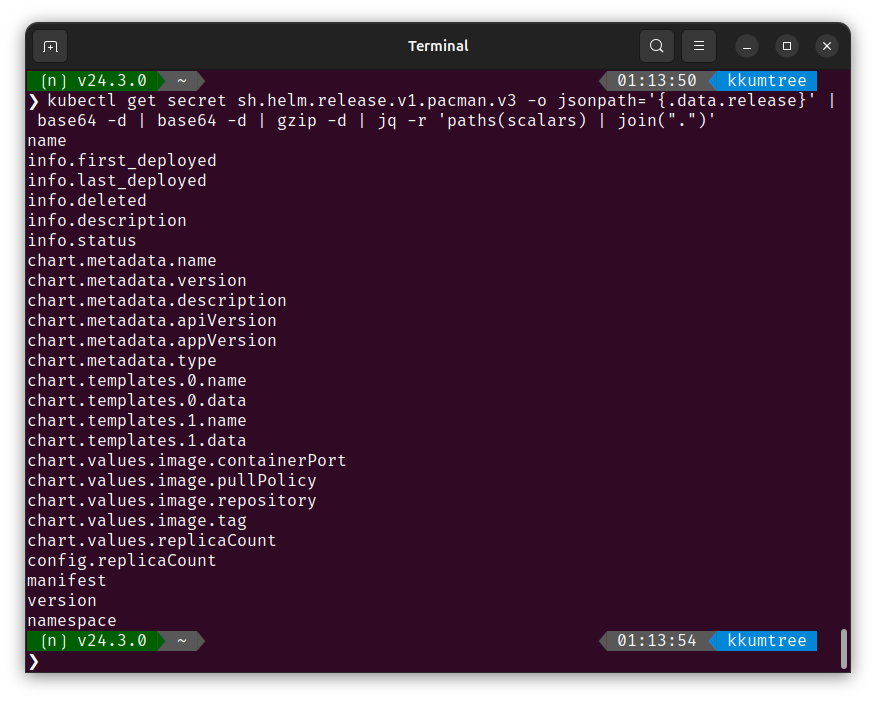 Terminal
[n] v24.3.0 ~ 01:13:50 kkumtree
❯ kubectl get secret sh.helm.release.v1.pacman.v3 -o jsonpath='{.data.release}' |
base64 -d | base64 -d | gzip -d | jq -r 'paths(scalars) | join(".")'
name
info.first_deployed
info.last_deployed
info.deleted
info.description
info.status
chart.metadata.name
chart.metadata.version
chart.metadata.description
chart.metadata.apiVersion
chart.metadata.appVersion
chart.metadata.type
chart.templates.0.name
chart.templates.0.data
chart.templates.1.name
chart.templates.1.data
chart.values.image.containerPort
chart.values.image.pullPolicy
chart.values.image.repository
chart.values.image.tag
chart.values.replicaCount
config.replicaCount
manifest
version
namespace
[n] v24.3.0 ~ 01:13:54 kkumtree
❯